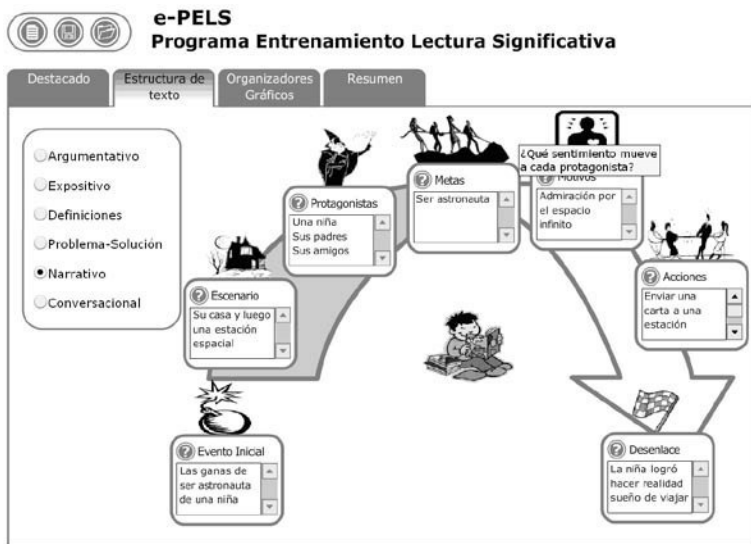 e-PELS
Programa Entrenamiento Lectura Significativa
Destacado
Estructura de
texto
Organizadores
Gráficos
Resumen
Argumentativo
Expositivo
Definiciones
Problema-Solución
Narrativo
Conversacional
Evento Inicial
Las ganas de
ser astronauta
de una niña
Escenario
Su casa y luego
una estación
espacial
Protagonistas
Una niña
Sus padres
Sus amigos
Metas
Ser astronauta
¿Qué sentimiento mueve
a cada protagonista?
Motivos
Admiración por
el espacio
infinito
Acciones
Enviar una
carta a una
estación
Desenlace
La niña logró
hacer realidad
sueño de viajar